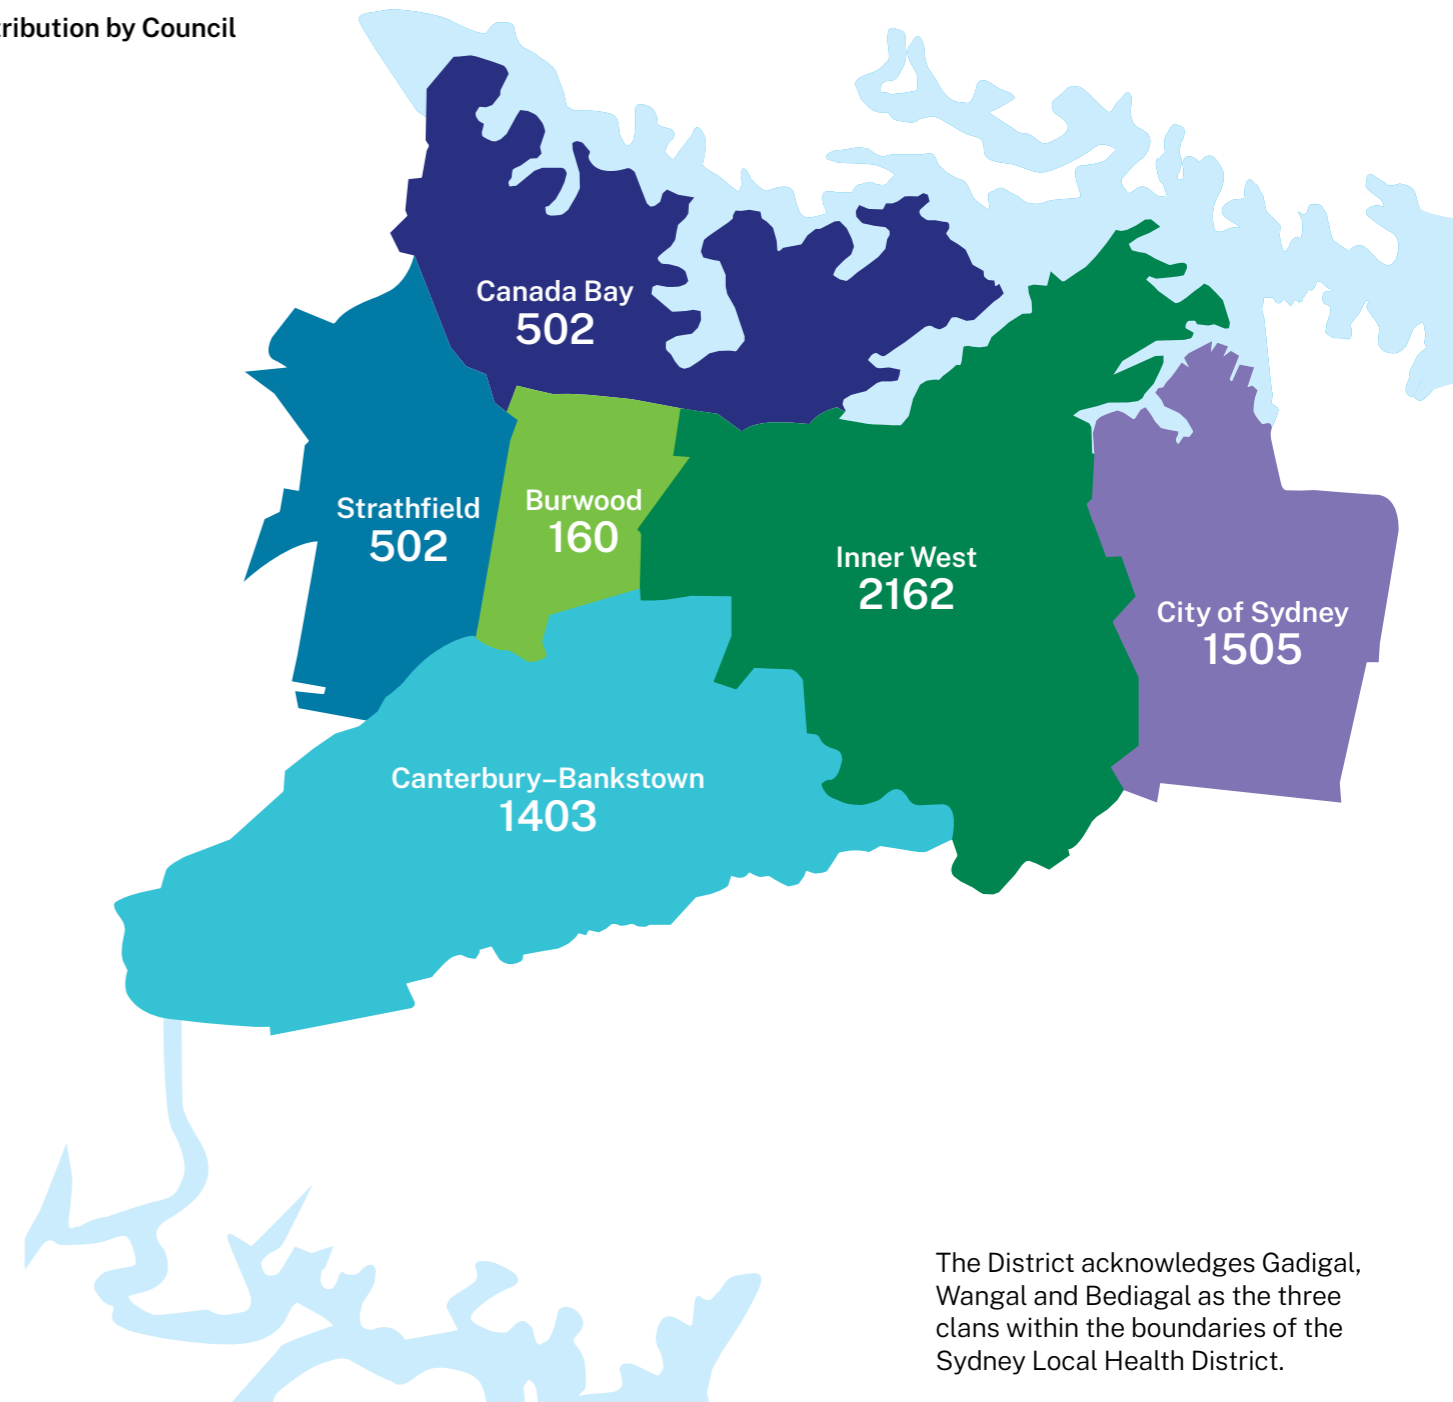 tribution by Council
Canada Bay
502
Strathfield
502
Burwood
160
Inner West
2162
City of Sydney
1505
Canterbury–Bankstown
1403
The District acknowledges Gadigal,
Wangal and Bediagal as the three
clans within the boundaries of the
Sydney Local Health District.